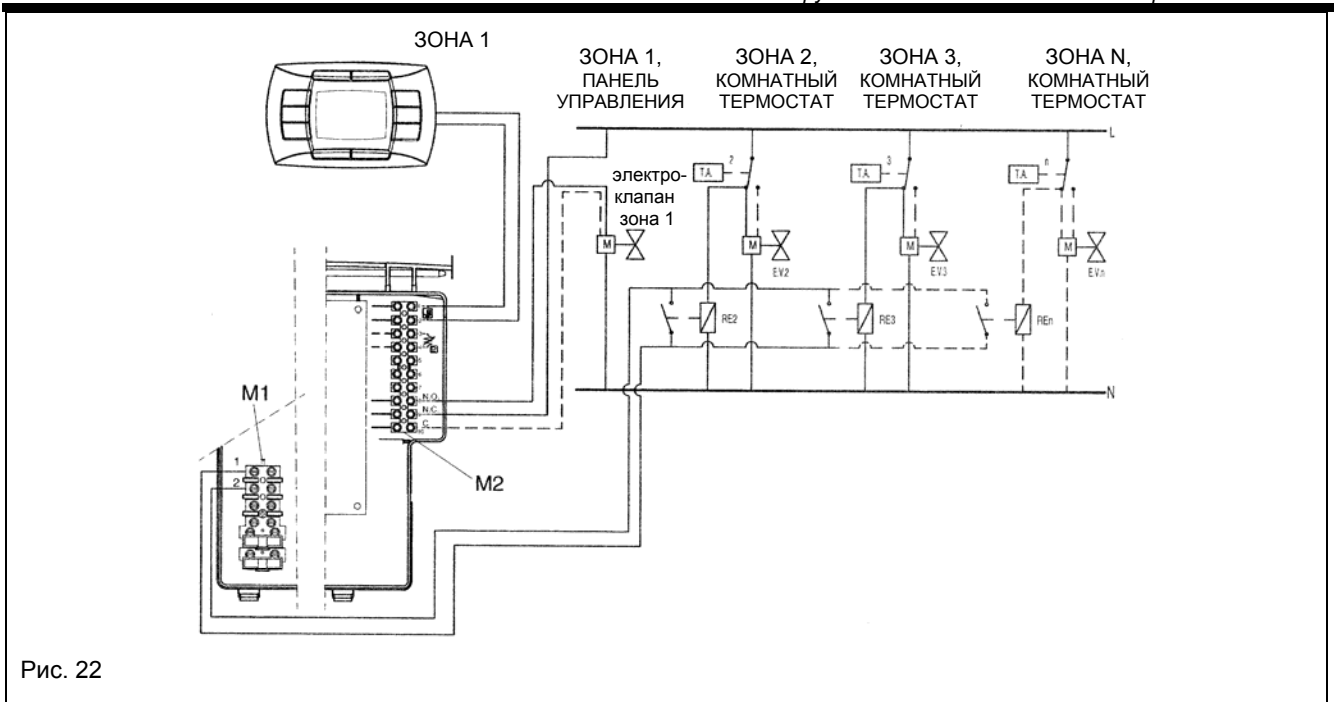 ЗОНА 1
ЗОНА 1,
ПАНЕЛЬ
УПРАВЛЕНИЯ
ЗОНА 2,
КОМНАТНЫЙ
ТЕРМОСТАТ
ЗОНА 3,
КОМНАТНЫЙ
ТЕРМОСТАТ
ЗОНА N,
КОМНАТНЫЙ
ТЕРМОСТАТ
L
T.A.
2
T.A.
3
T.A.
n
электро-
клапан
зона 1
M
M
M
M
E.V.2
E.V.3
E.V.n
RE2
RE3
REn
N
N.O.
N.C.
C
M1
1
2
M2
Рис. 22